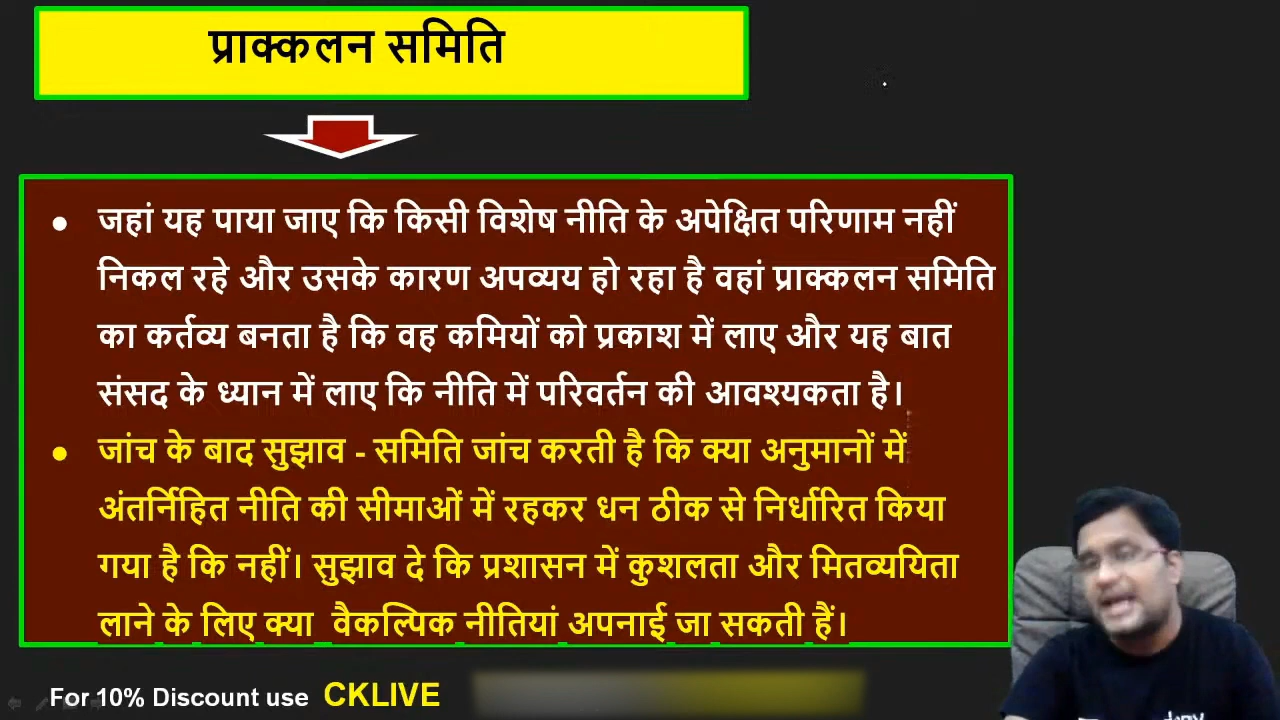 प्राक्कलन समिति
• जहां यह पाया जाए कि किसी विशेष नीति के अपेक्षित परिणाम नहीं
निकल रहे और उसके कारण अपव्यय हो रहा है वहां प्राक्कलन समिति
का कर्तव्य बनता है कि वह कमियों को प्रकाश में लाए और यह बात
संसद के ध्यान में लाए कि नीति में परिवर्तन की आवश्यकता है।
• जांच के बाद सुझाव - समिति जांच करती है कि क्या अनुमानों में
अंतर्निहित नीति की सीमाओं में रहकर धन ठीक से निर्धारित किया
गया है कि नहीं। सुझाव दे कि प्रशासन में कुशलता और मितव्ययिता
लाने के लिए क्या वैकल्पिक नीतियां अपनाई जा सकती हैं।
For 10% Discount use CKLIVE